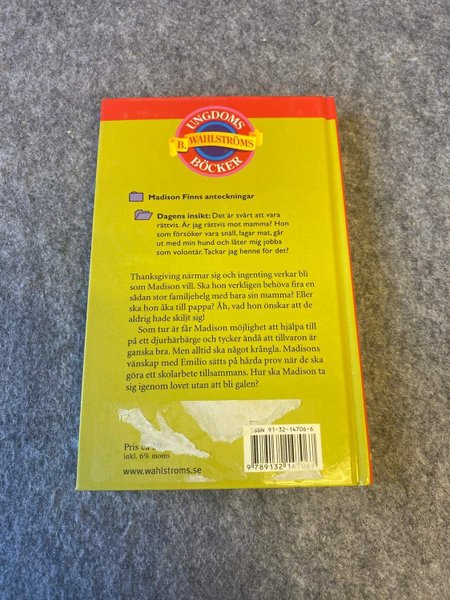 UNGDOMS
B. WAHLSTRÖMS
BÖCKER
Madison Finns anteckningar
Dagens insikt: Det är svårt att vara
rättvis. Är jag rättvis mot mamma? Hon
som försöker vara snäll, lagar mat, går
ut med min hund och låter mig jobba
som volontär. Tackar jag henne för det?
Thanksgiving närmar sig och ingenting verkar bli
som Madison vill. Ska hon verkligen behöva fira en
sådan stor familjehelg med bara sin mamma? Eller
ska hon åka till pappa? Åh, vad hon önskar att de
aldrig hade skiljt sig!
Som tur är får Madison möjlighet att hjälpa till
på ett djurhärbärge och tycker ändå att tillvaron är
ganska bra. Men alltid ska något krångla. Madisons
vänskap med Emilio sätts på hårda prov när de ska
göra ett skolarbete tillsammans. Hur ska Madison ta
sig igenom lovet utan att bli galen?
ISBN 91-32-14706-6
Pris ca
inkl. 6% moms
www.wahlstroms.se
9 789132 14706